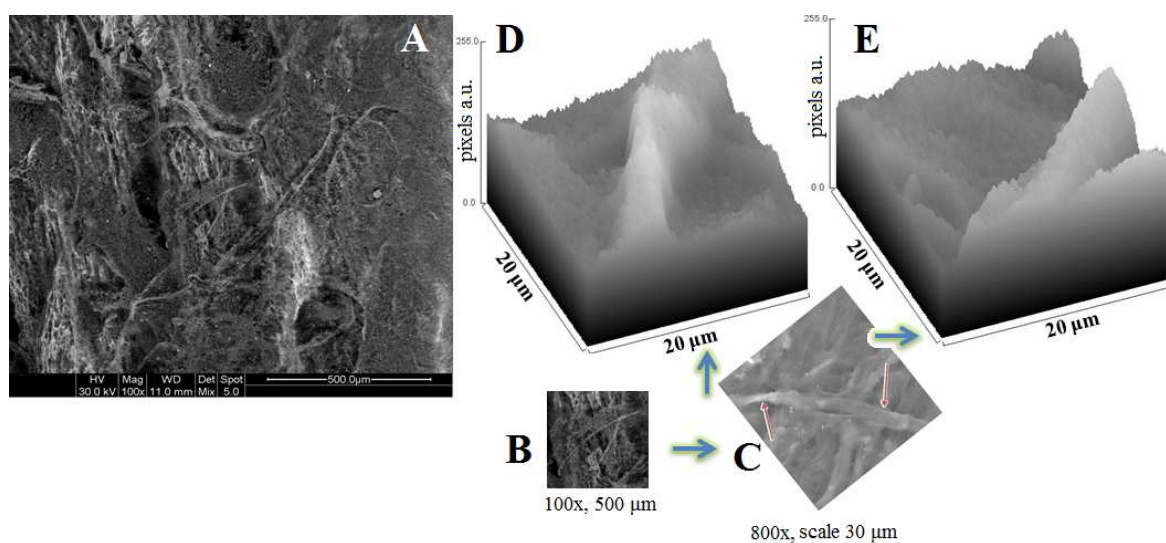 A
HV Mag WD Det Spot
30.0 kV 100x 11.0 mm Mix 5.0
500.0µm
D
255.0
pixels a.u.
0.0
20 µm
20 µm
E
255.0
pixels a.u.
0.0
20 µm
20 µm
B
100x, 500 µm
C
800x, scale 30 µm